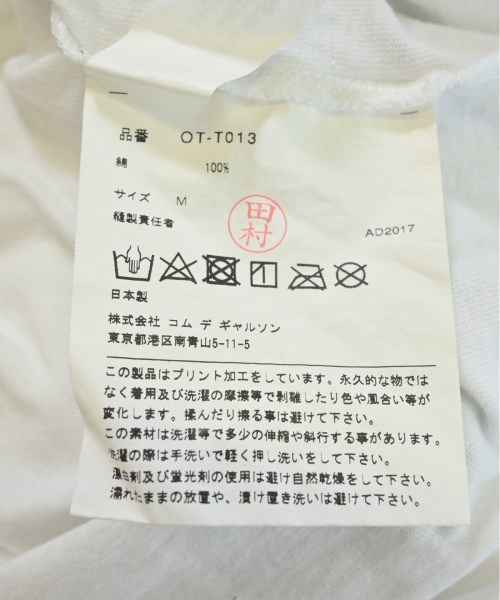 品番 OT-T013
綿 100%
サイズ M
縫製責任者
田村
AD2017
日本製
株式会社 コム デ ギャルソン
東京都港区南青山5-11-5
この製品はプリント加工をしています。永久的な物では
なく着用及び洗濯の摩擦等で剥離したり色や風合い等が
変化します。揉んだり擦る事は避けて下さい。
この素材は洗濯等で多少の伸縮や斜行する事があります。
洗濯の際は手洗いで軽く押し洗いをして下さい。
漂白剤及び蛍光剤の使用は避け自然乾燥をして下さい。
濡れたままの放置や、漬け置き洗いは避けて下さい。